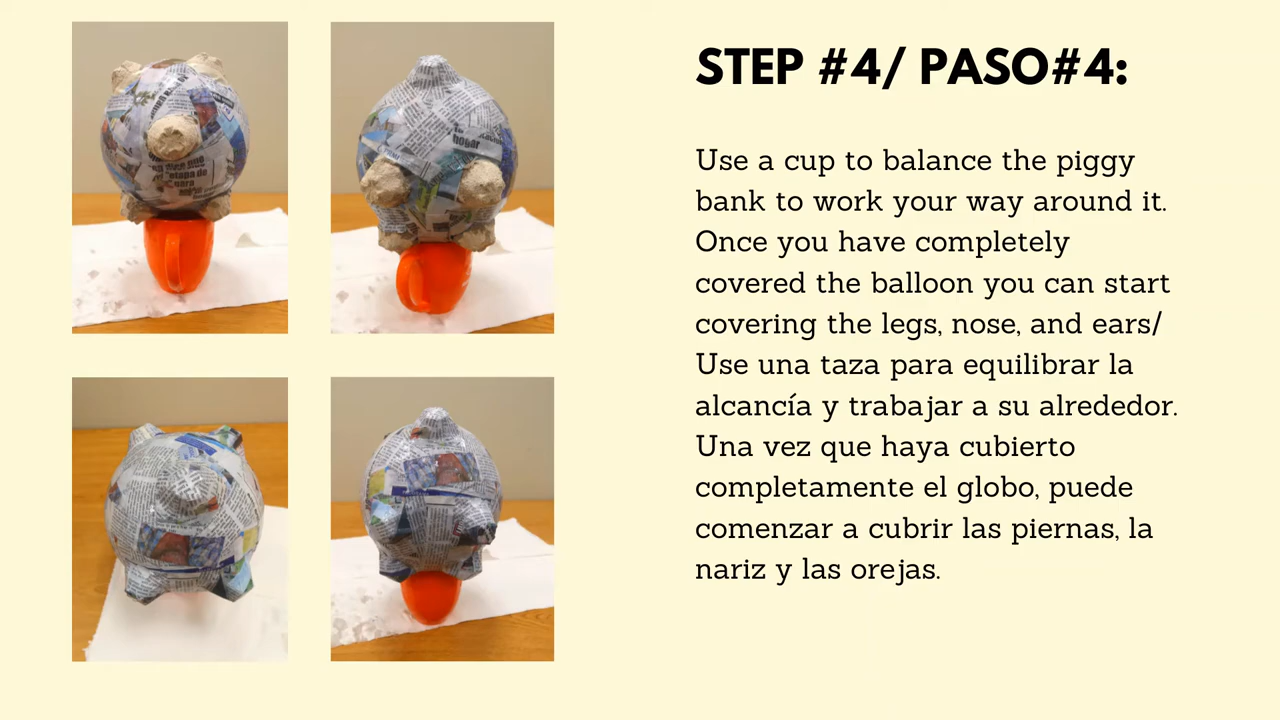 STEP #4/ PASO#4:
Use a cup to balance the piggy
bank to work your way around it.
Once you have completely
covered the balloon you can start
covering the legs, nose, and ears/
Use una taza para equilibrar la
alcancía y trabajar a su alrededor.
Una vez que haya cubierto
completamente el globo, puede
comenzar a cubrir las piernas, la
nariz y las orejas.
hogar